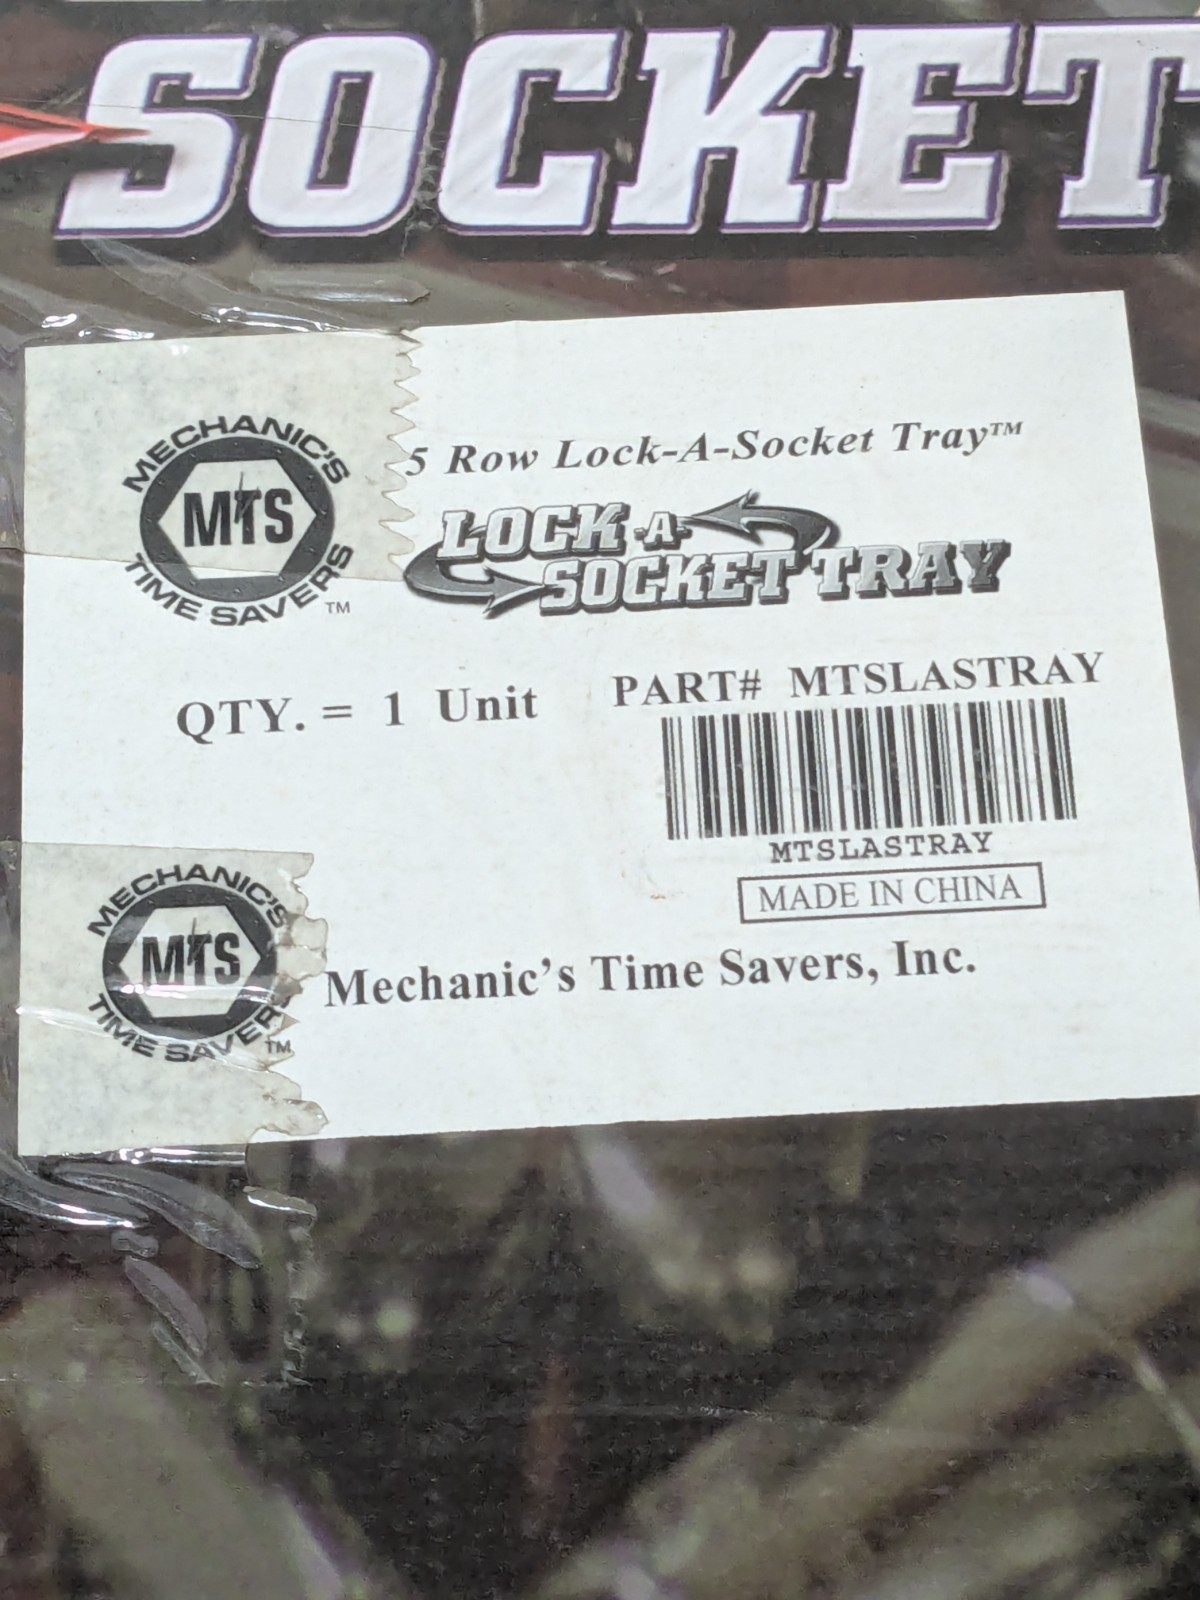 SOCKET
MECHANIC'S
MTS
TIME SAVERS
TM
5 Row Lock-A-Socket Tray™
LOCK-A-
SOCKET TRAY
QTY. = 1 Unit
PART# MTSLASTRAY
MTSLASTRAY
MADE IN CHINA
MECHANIC'S
MTS
TIME SAVERS
TM
Mechanic's Time Savers, Inc.